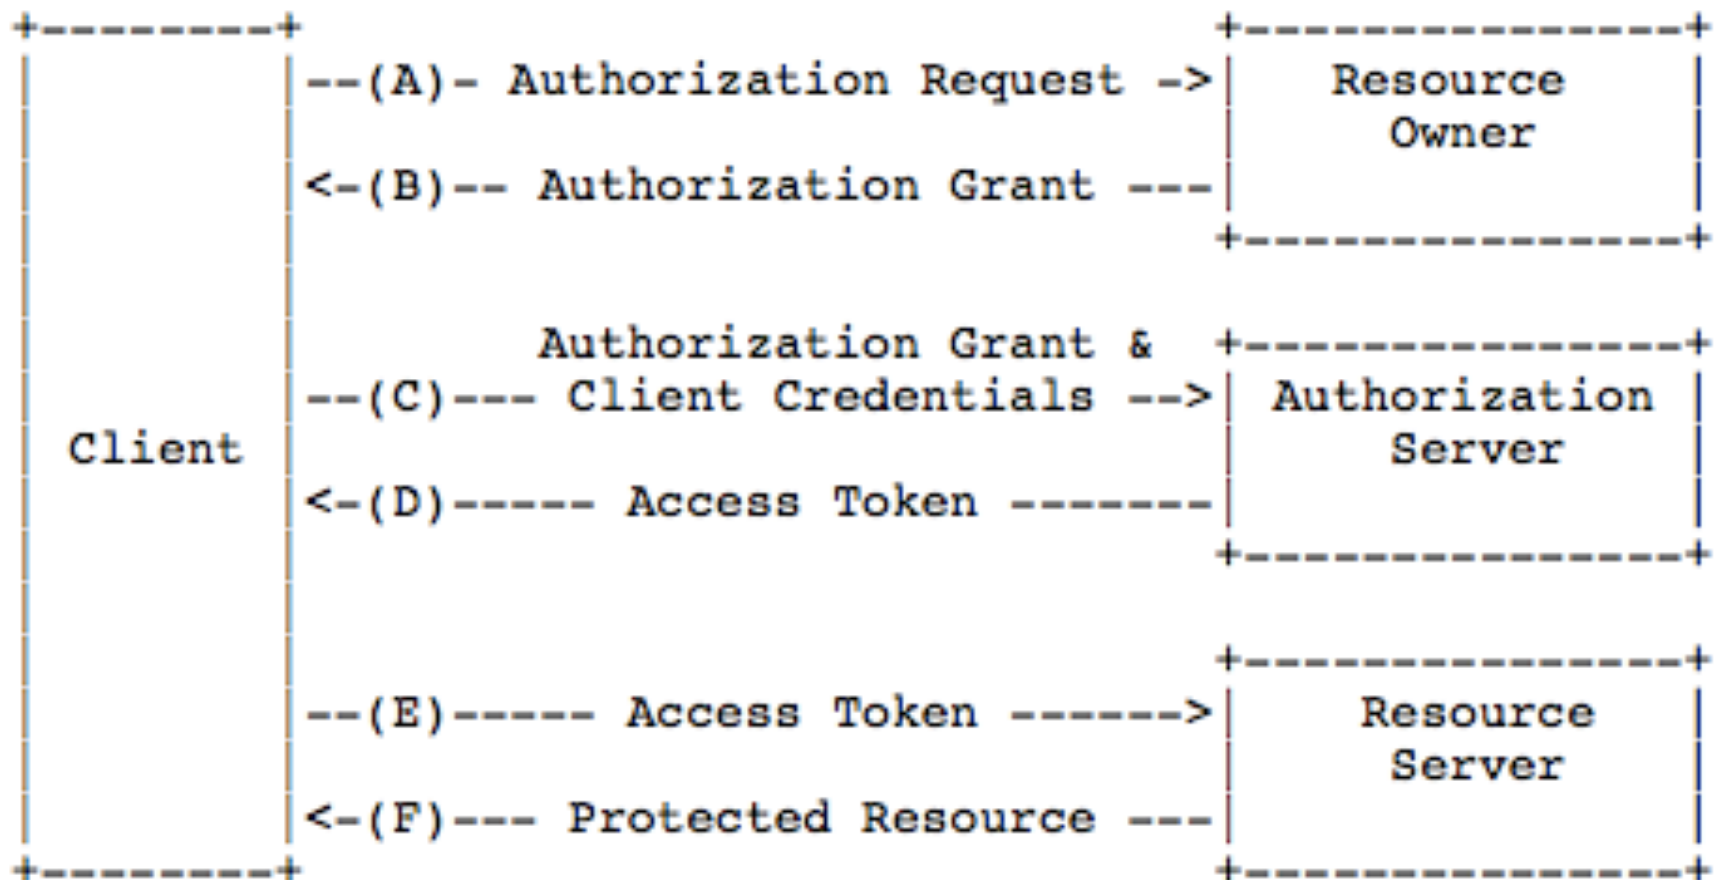 +--------+                               +---------------+
|        |--(A)- Authorization Request ->|   Resource    |
|        |                               |     Owner     |
|        |<-(B)-- Authorization Grant ---|               |
|        |                               +---------------+
|        |
|        |        Authorization Grant &  +---------------+
|        |--(C)--- Client Credentials -->| Authorization |
| Client |                               |     Server    |
|        |<-(D)----- Access Token -------|               |
|        |                               +---------------+
|        |
|        |                               +---------------+
|        |--(E)----- Access Token ------>|    Resource   |
|        |                               |     Server    |
|        |<-(F)--- Protected Resource ---|               |
+--------+                               +---------------+